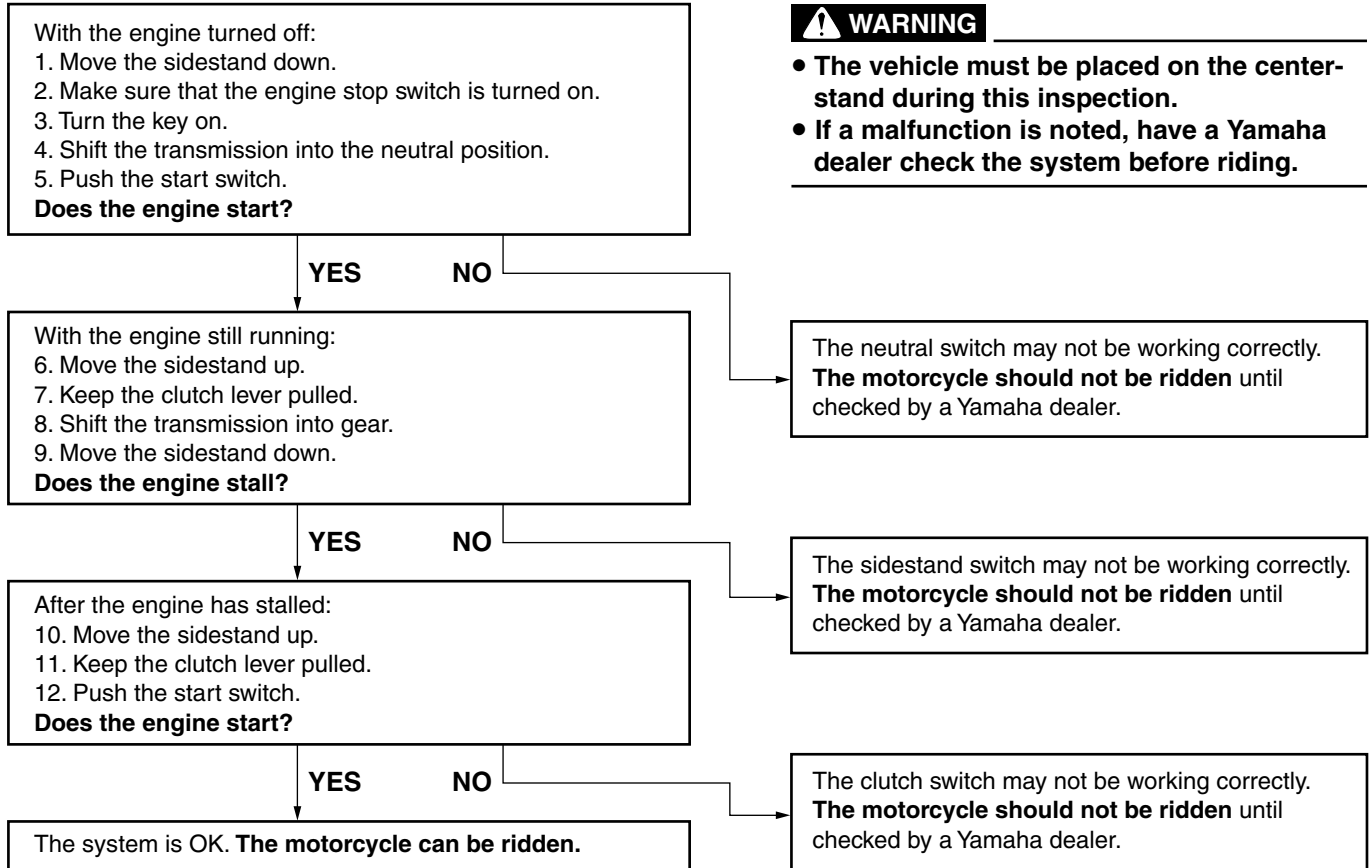 With the engine turned off:
1. Move the sidestand down.
2. Make sure that the engine stop switch is turned on.
3. Turn the key on.
4. Shift the transmission into the neutral position.
5. Push the start switch.
Does the engine start?
WARNING
● The vehicle must be placed on the center-
stand during this inspection.
● If a malfunction is noted, have a Yamaha
dealer check the system before riding.
YES NO
With the engine still running:
6. Move the sidestand up.
7. Keep the clutch lever pulled.
8. Shift the transmission into gear.
9. Move the sidestand down.
Does the engine stall?
The neutral switch may not be working correctly.
The motorcycle should not be ridden until
checked by a Yamaha dealer.
YES NO
After the engine has stalled:
10. Move the sidestand up.
11. Keep the clutch lever pulled.
12. Push the start switch.
Does the engine start?
The sidestand switch may not be working correctly.
The motorcycle should not be ridden until
checked by a Yamaha dealer.
YES NO
The system is OK. The motorcycle can be ridden.
The clutch switch may not be working correctly.
The motorcycle should not be ridden until
checked by a Yamaha dealer.